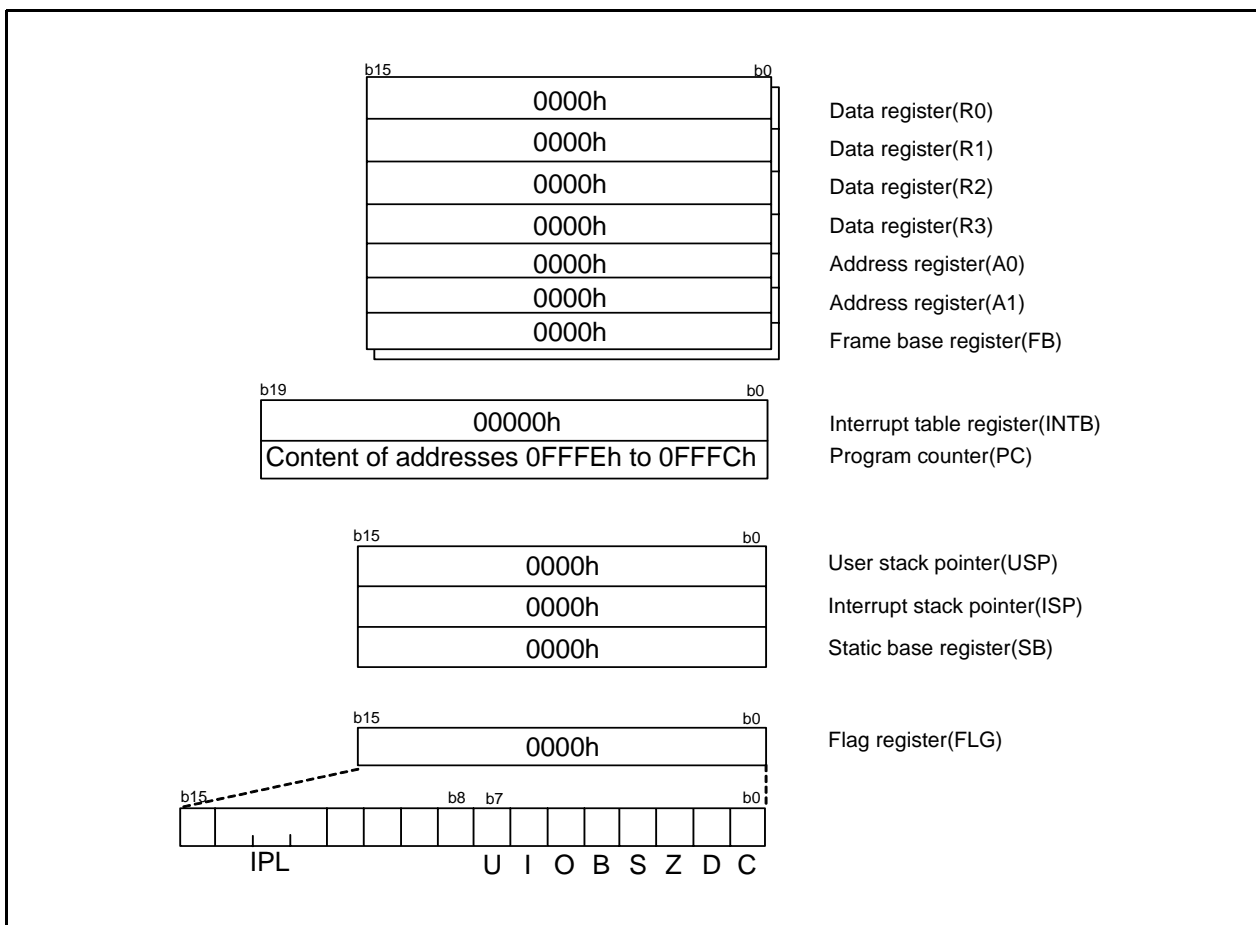 b15 b0
0000h Data register(R0)
0000h Data register(R1)
0000h Data register(R2)
0000h Data register(R3)
0000h Address register(A0)
0000h Address register(A1)
0000h Frame base register(FB)
b19 b0
00000h Interrupt table register(INTB)
Content of addresses 0FFFEh to 0FFFCh Program counter(PC)
b15 b0
0000h User stack pointer(USP)
0000h Interrupt stack pointer(ISP)
0000h Static base register(SB)
b15 b0
0000h Flag register(FLG)
b15 b8 b7 b0
IPL U I O B S Z D C